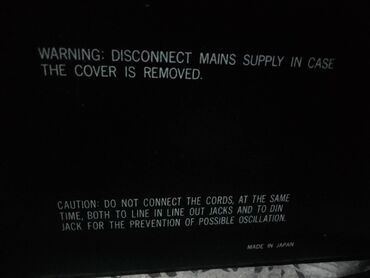 WARNING: DISCONNECT MAINS SUPPLY IN CASE
THE COVER IS REMOVED.
CAUTION: DO NOT CONNECT THE CORDS, AT THE SAME
TIME, BOTH TO LINE IN LINE OUT JACKS AND TO DIN
JACK FOR THE PREVENTION OF POSSIBLE OSCILLATION.
MADE IN JAPAN